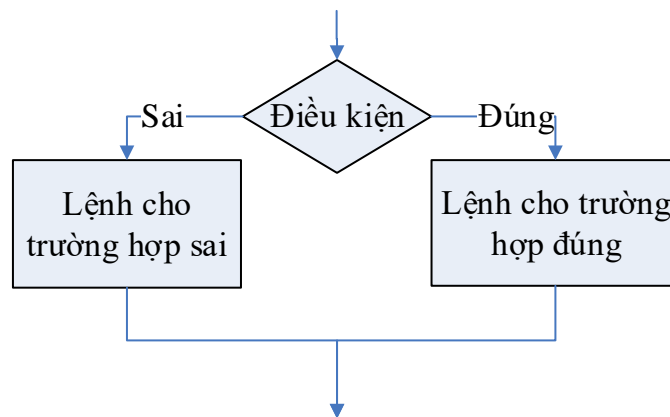 Điều kiện
Sai
Đúng
Lệnh cho
trường hợp sai
Lệnh cho trường
hợp đúng